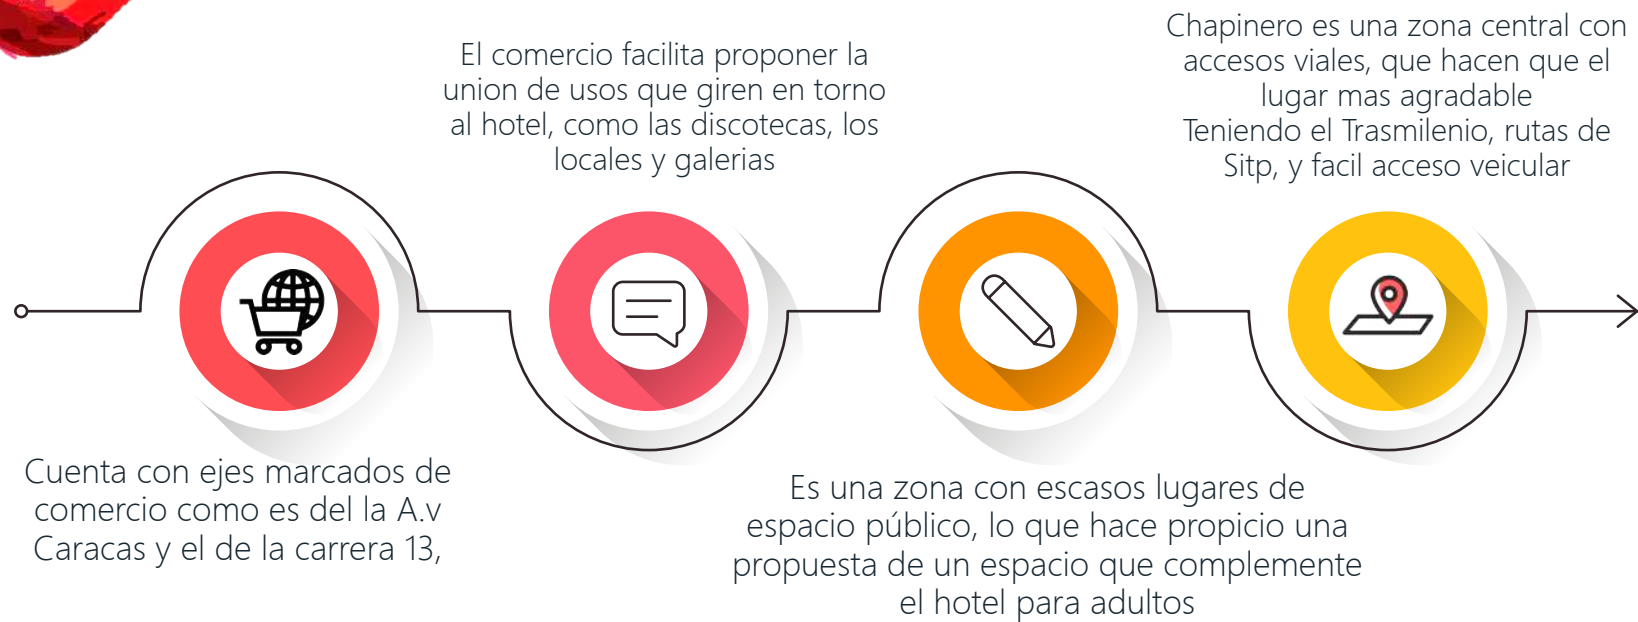 Cuenta con ejes marcados de
comercio como es del la A.v
Caracas y el de la carrera 13,
El comercio facilita proponer la
union de usos que giren en torno
al hotel, como las discotecas, los
locales y galerias
Es una zona con escasos lugares de
espacio público, lo que hace propicio una
propuesta de un espacio que complemente
el hotel para adultos
Chapinero es una zona central con
accesos viales, que hacen que el
lugar mas agradable
Teniendo el Trasmilenio, rutas de
Sitp, y facil acceso veicular